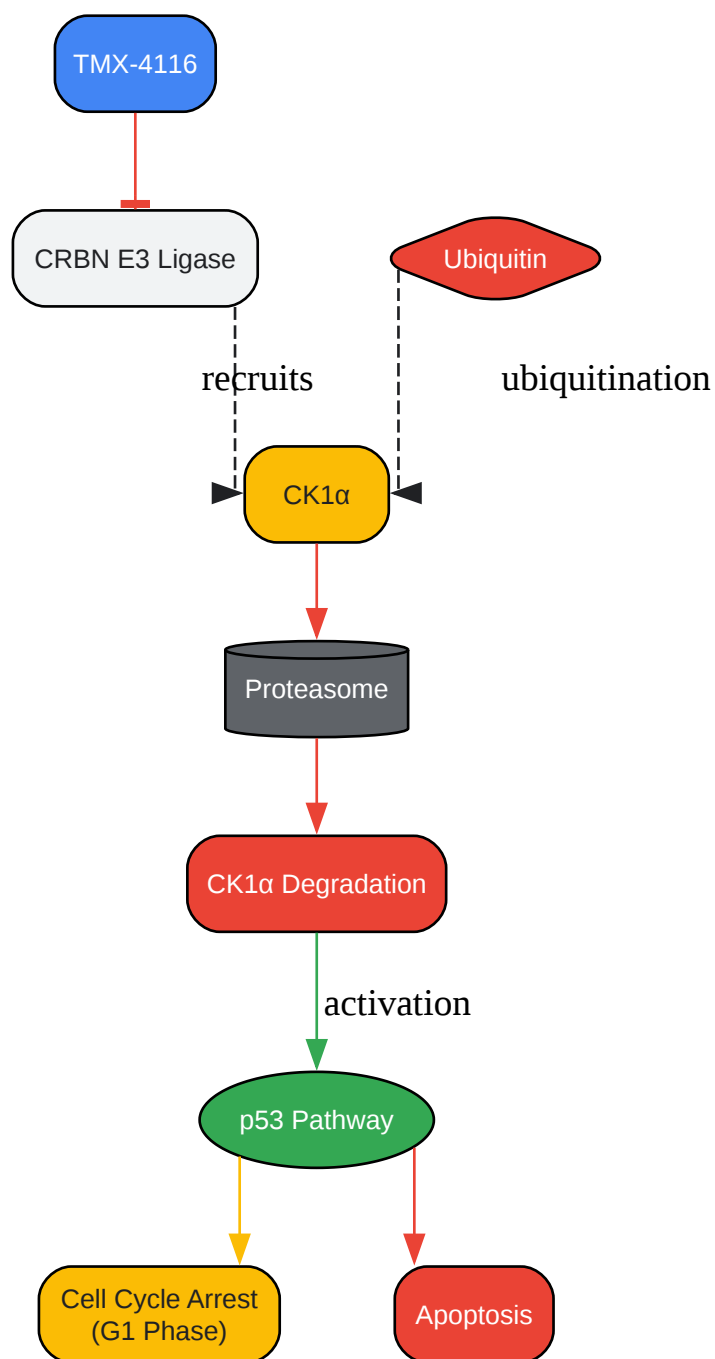 TMX-4116
CRBN E3 Ligase
Ubiquitin
recruits
ubiquitination
CK1α
Proteasome
CK1α Degradation
activation
p53 Pathway
Cell Cycle Arrest
(G1 Phase)
Apoptosis